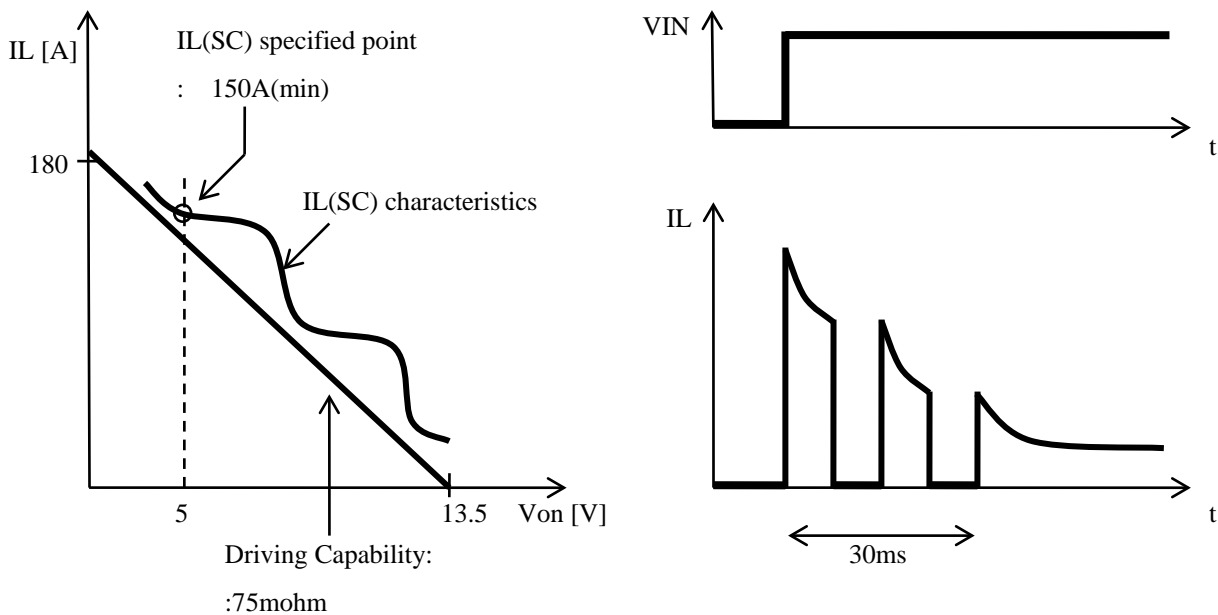 IL [A]
IL(SC) specified point
: 150A(min)
180
IL(SC) characteristics
5
13.5
Von [V]
Driving Capability:
:75mohm
VIN
t
IL
t
30ms